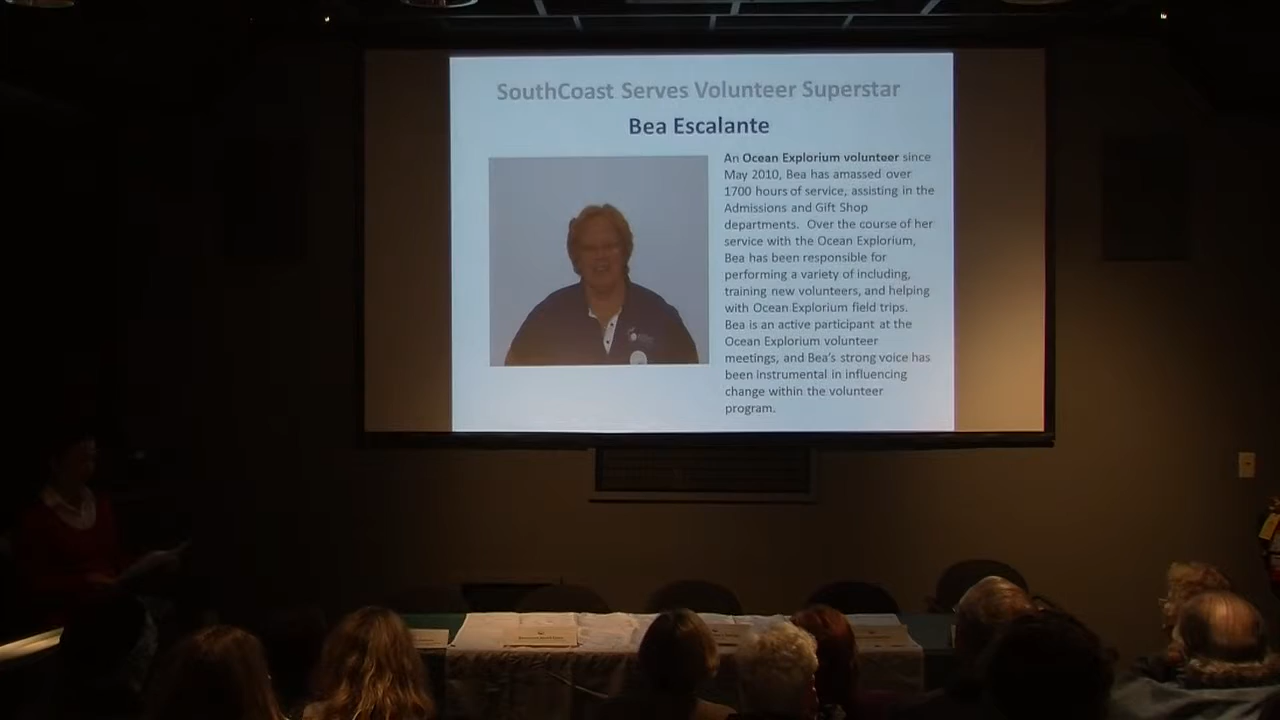 SouthCoast Serves Volunteer Superstar
Bea Escalante
An Ocean Explorium volunteer since
May 2010, Bea has amassed over
1700 hours of service, assisting in the
Admissions and Gift Shop
departments. Over the course of her
service with the Ocean Explorium,
Bea has been responsible for
performing a variety of including,
training new volunteers, and helping
with Ocean Explorium field trips.
Bea is an active participant at the
Ocean Explorium volunteer
meetings, and Bea's strong voice has
been instrumental in influencing
change within the volunteer
program.